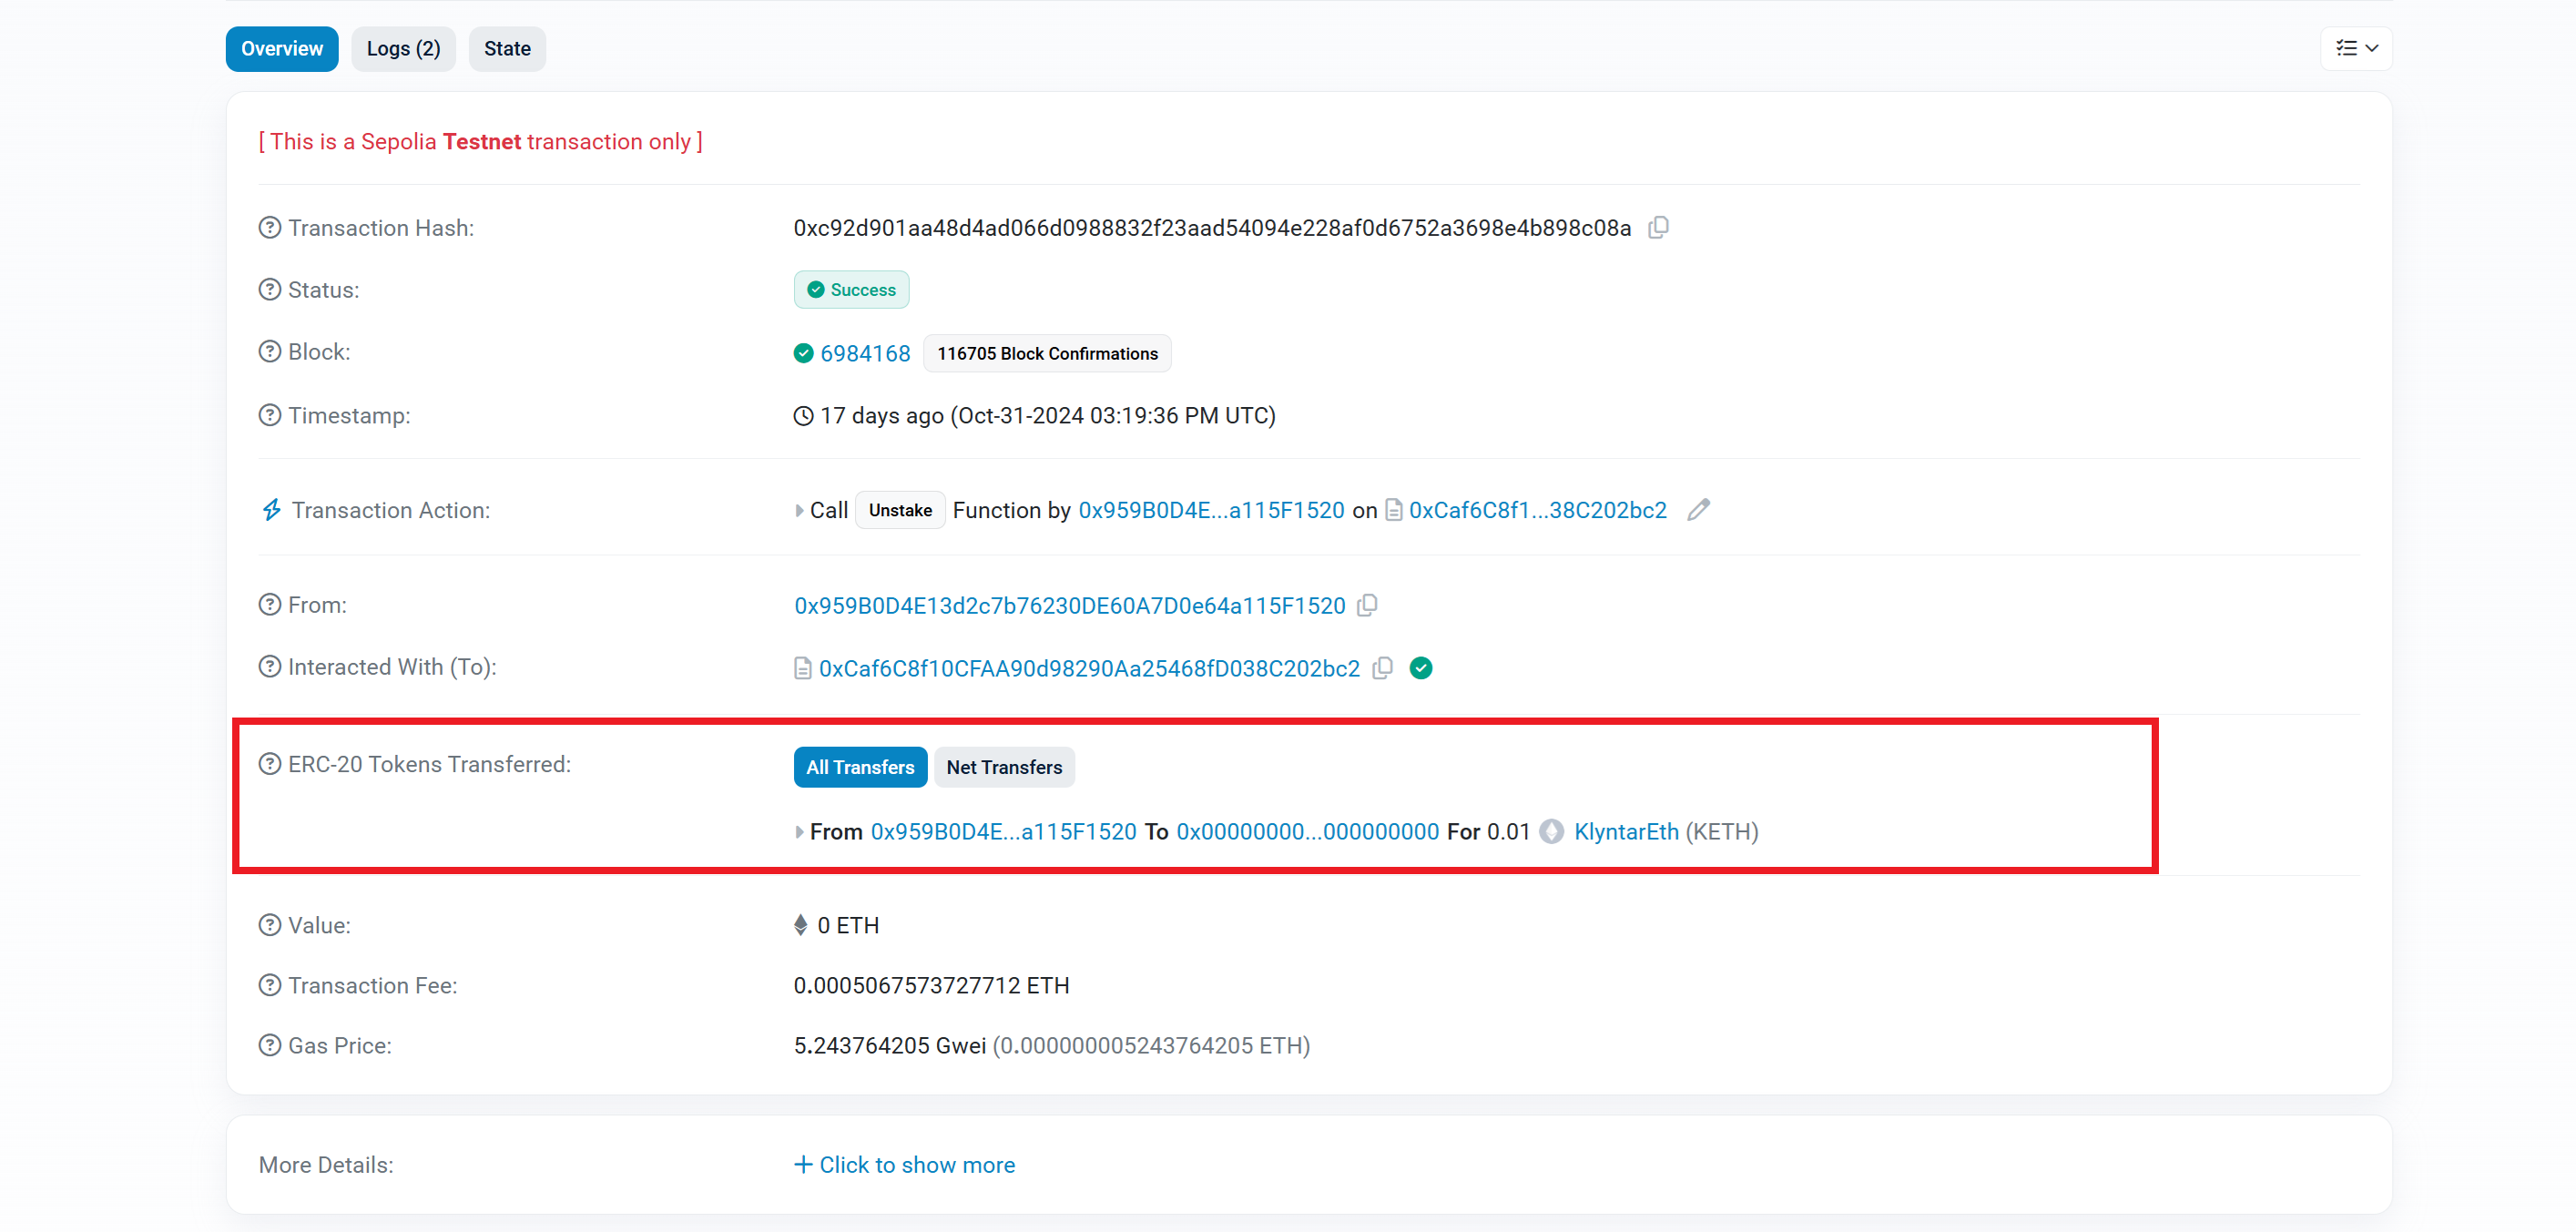 Overview Logs (2) State
[ This is a Sepolia Testnet transaction only ]
Transaction Hash: 0xc92d901aa48d4ad066d0988832f23aad54094e228af0d6752a3698e4b898c08a
Status: Success
Block: 6984168 116705 Block Confirmations
Timestamp: 17 days ago (Oct-31-2024 03:19:36 PM UTC)
Transaction Action: Call Unstake Function by 0x959B0D4E...a115F1520 on 0xCaf6C8f1...38C202bc2
From: 0x959B0D4E13d2c7b76230DE60A7D0e64a115F1520
Interacted With (To): 0xCaf6C8f10CFAA90d98290Aa25468fD038C202bc2
ERC-20 Tokens Transferred: All Transfers Net Transfers
From 0x959B0D4E...a115F1520 To 0x00000000...000000000 For 0.01 KlyntarEth (KETH)
Value: 0 ETH
Transaction Fee: 0.0005067573727712 ETH
Gas Price: 5.243764205 Gwei (0.000000005243764205 ETH)
More Details: + Click to show more